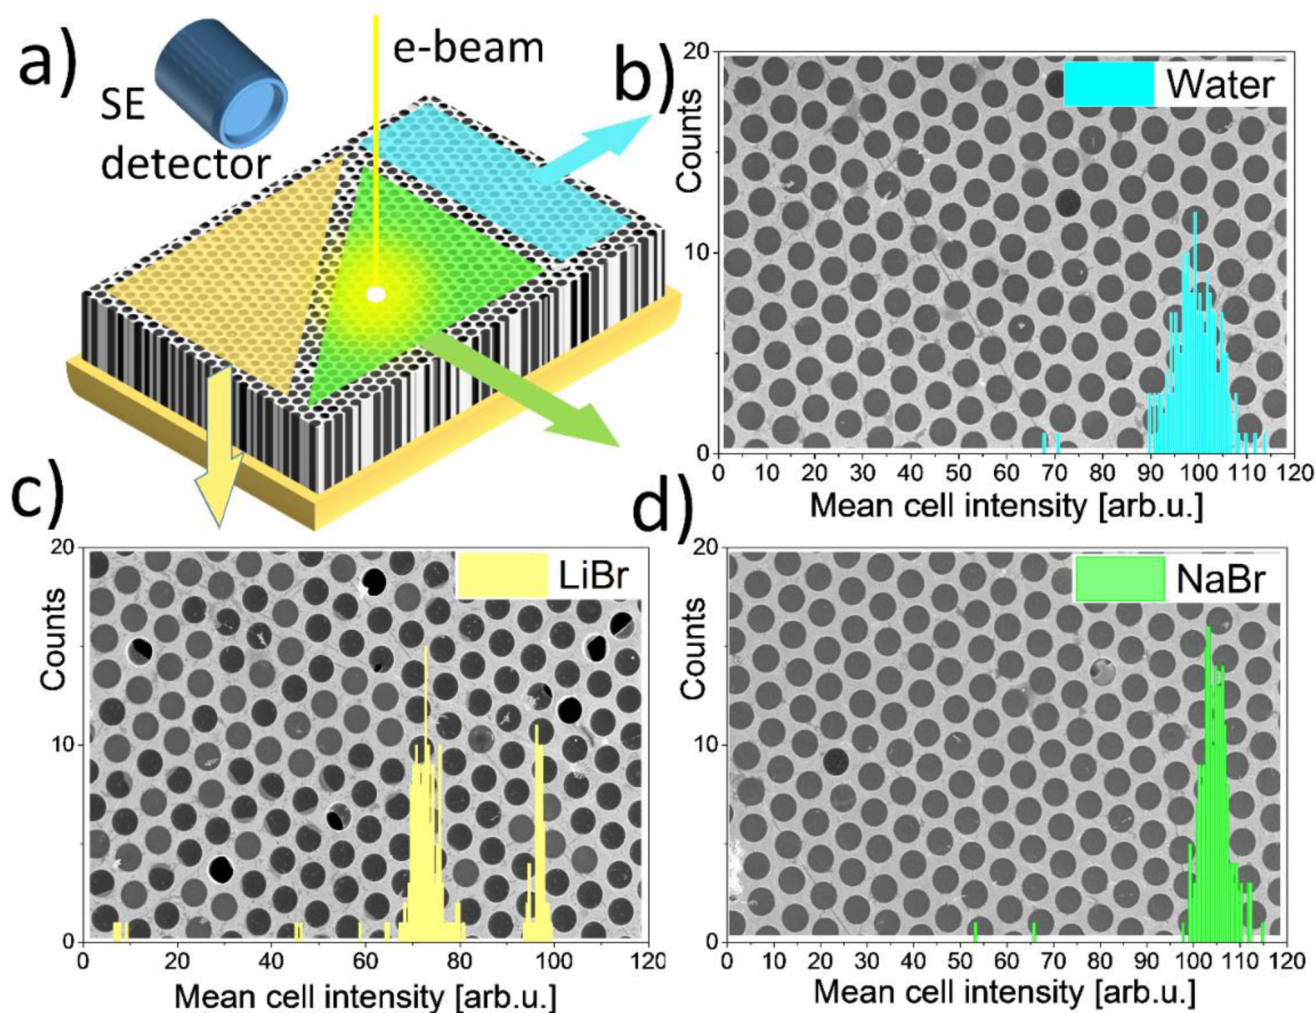 a)
e-beam
SE
detector
b)
Water
Counts
20
10
0
0 10 20 30 40 50 60 70 80 90 100 110 120
Mean cell intensity [arb.u.]
c)
LiBr
Counts
20
10
0
0 20 40 60 80 100 120
Mean cell intensity [arb.u.]
d)
NaBr
Counts
20
10
0
0 10 20 30 40 50 60 70 80 90 100 110 120
Mean cell intensity [arb.u.]